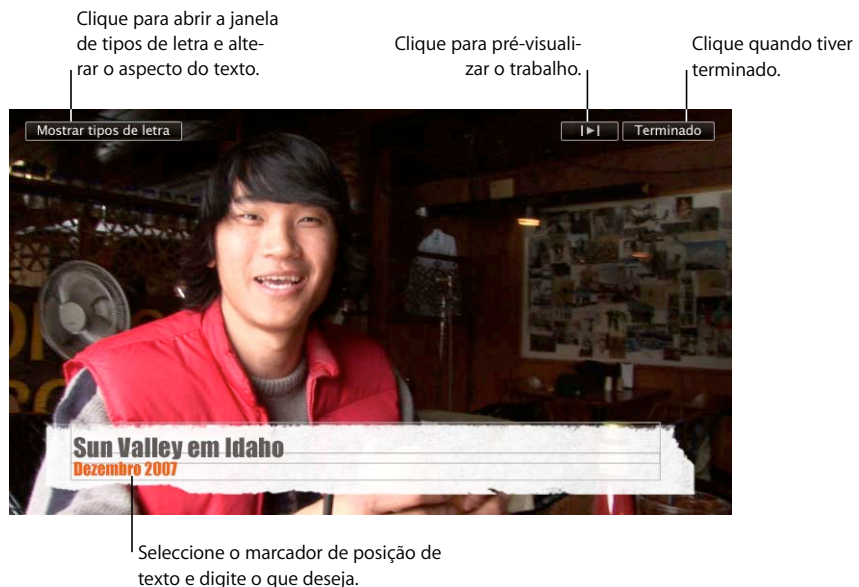 Clique para abrir a janela
de tipos de letra e alte-
rar o aspecto do texto.
Clique para pré-visuali-
zar o trabalho.
Clique quando tiver
terminado.
Mostrar tipos de letra
Terminado
Sun Valley em Idaho
Dezembro 2007
Seleccione o marcador de posição de
texto e digite o que deseja.